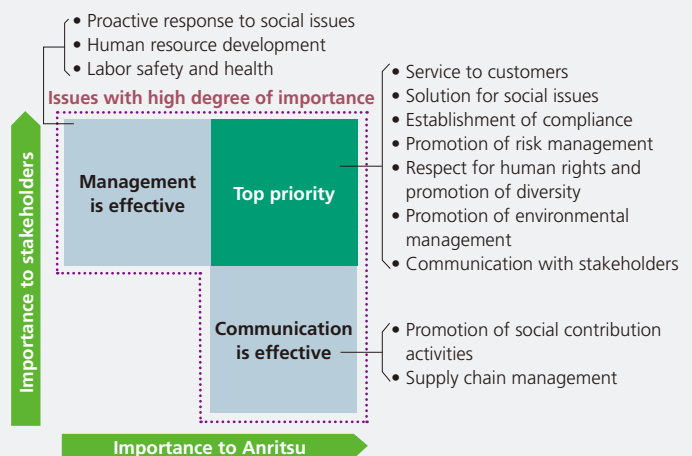 • Proactive response to social issues
• Human resource development
• Labor safety and health
Issues with high degree of importance
Management
is effective
Top priority
• Service to customers
• Solution for social issues
• Establishment of compliance
• Promotion of risk management
• Respect for human rights and
promotion of diversity
• Promotion of environmental
management
• Communication with stakeholders
Communication
is effective
• Promotion of social contribution
activities
• Supply chain management
Importance to stakeholders
Importance to Anritsu